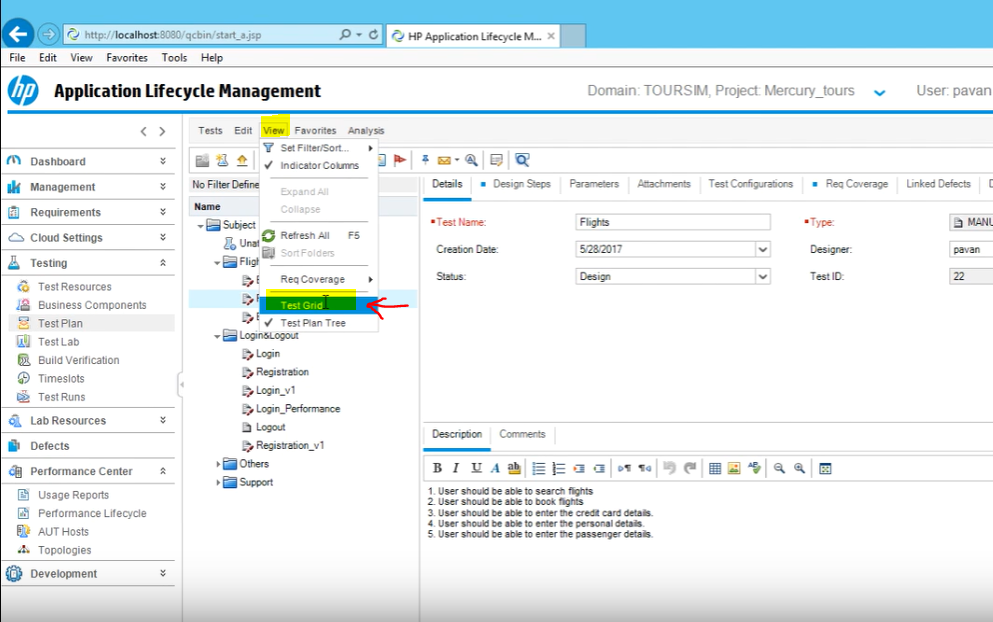 http://localhost:8080/qcbin/start_a.jsp
HP Application Lifecycle M...
File Edit View Favorites Tools Help
hp Application Lifecycle Management
Domain: TOURSIM, Project: Mercury_tours
User: pavan
Dashboard
Management
Requirements
Cloud Settings
Testing
Test Resources
Business Components
Test Plan
Test Lab
Build Verification
Timeslots
Test Runs
Lab Resources
Defects
Performance Center
Usage Reports
Performance Lifecycle
AUT Hosts
Topologies
Development
Tests Edit View Favorites Analysis
Set Filter/Sort...
Indicator Columns
Expand All
Collapse
Refresh All F5
Sort Folders
Req Coverage
Test Grid
Test Plan Tree
No Filter Define
Name
Subject
Unat
Fligh
Login&Logout
Login
Registration
Login_v1
Login_Performance
Logout
Registration_v1
Others
Support
Details Design Steps Parameters Attachments Test Configurations Req Coverage Linked Defects D
*Test Name: Flights *Type: MANU
Creation Date: 5/28/2017 Designer: pavan
Status: Design Test ID: 22
Description Comments
B I U A ab
1. User should be able to search flights
2. User should be able to book flights
3. User should be able to enter the credit card details.
4. User should be able to enter the personal details.
5. User should be able to enter the passenger details.